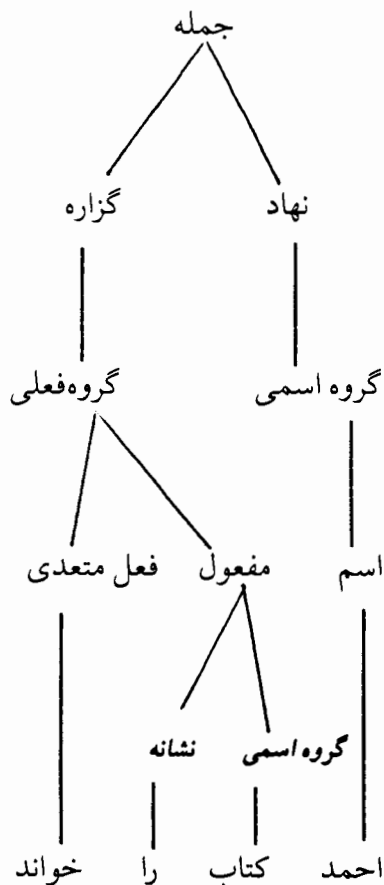 جمله
نهاد گزاره
گروه اسمی گروه‌فعلی
اسم مفعول فعل متعدی
گروه اسمی نشانه
احمد کتاب را خواند